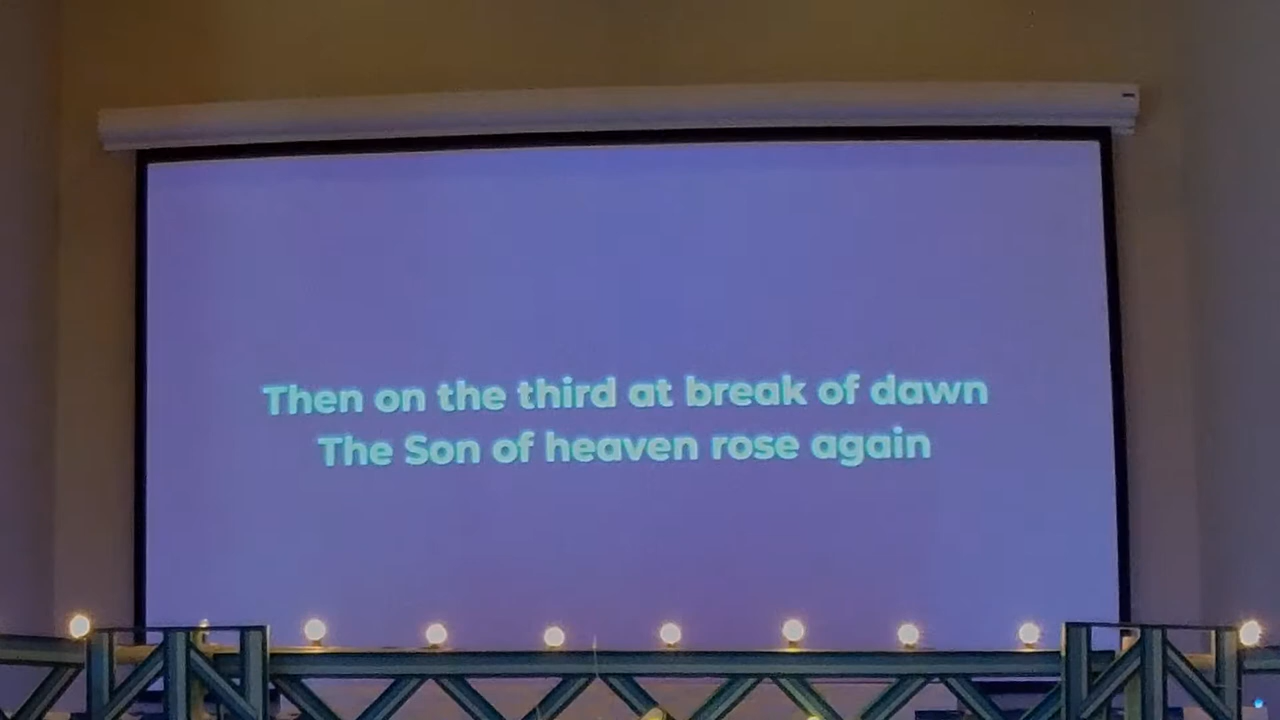 Then on the third at break of dawn
The Son of heaven rose again